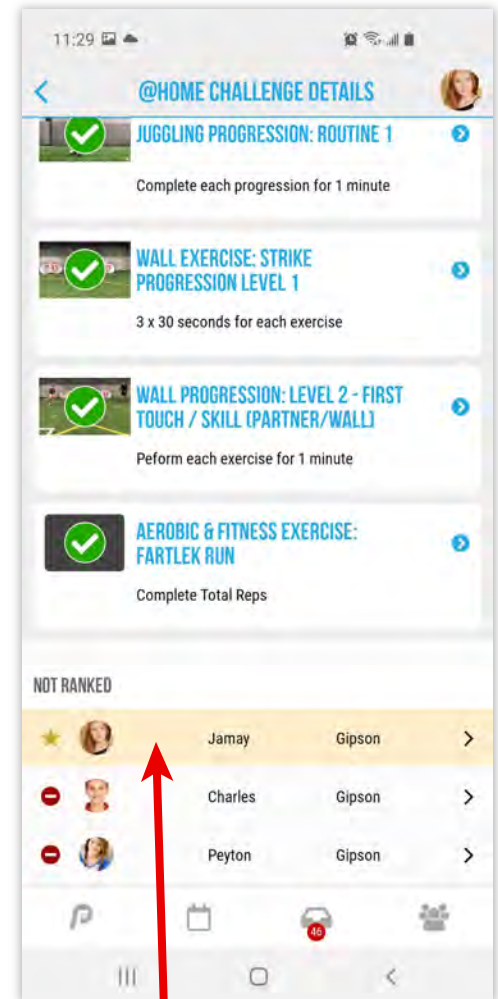 11:29
@HOME CHALLENGE DETAILS
JUGGLING PROGRESSION: ROUTINE 1
Complete each progression for 1 minute
WALL EXERCISE: STRIKE
PROGRESSION LEVEL 1
3 x 30 seconds for each exercise
WALL PROGRESSION: LEVEL 2 - FIRST
TOUCH / SKILL (PARTNER/WALL)
Peform each exercise for 1 minute
AEROBIC & FITNESS EXERCISE:
FARTLEK RUN
Complete Total Reps
NOT RANKED
Jamay Gipson
Charles Gipson
Peyton Gipson
46